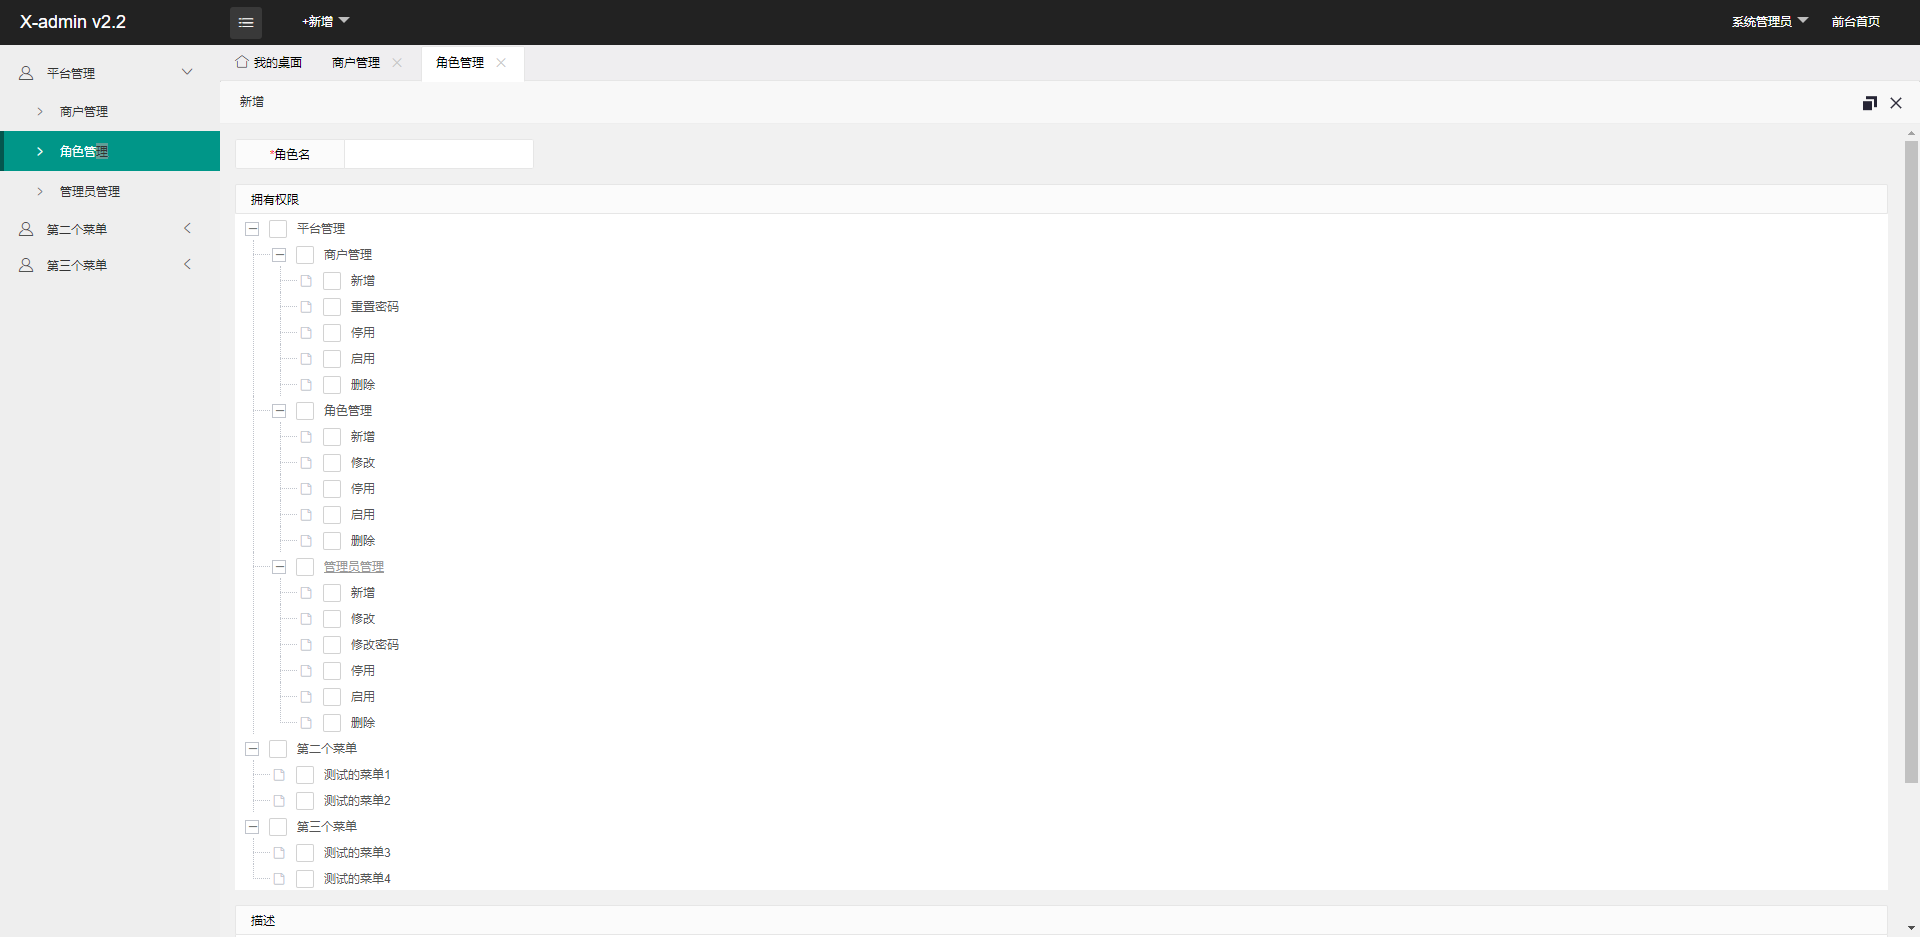 X-admin v2.2
+新增
系统管理员
前台首页
平台管理
商户管理
角色管理
管理员管理
第二个菜单
第三个菜单
我的桌面
商户管理
角色管理
新增
*角色名
拥有权限
平台管理
商户管理
新增
重置密码
停用
启用
删除
角色管理
新增
修改
停用
启用
删除
管理员管理
新增
修改
修改密码
停用
启用
删除
第二个菜单
测试的菜单1
测试的菜单2
第三个菜单
测试的菜单3
测试的菜单4
描述